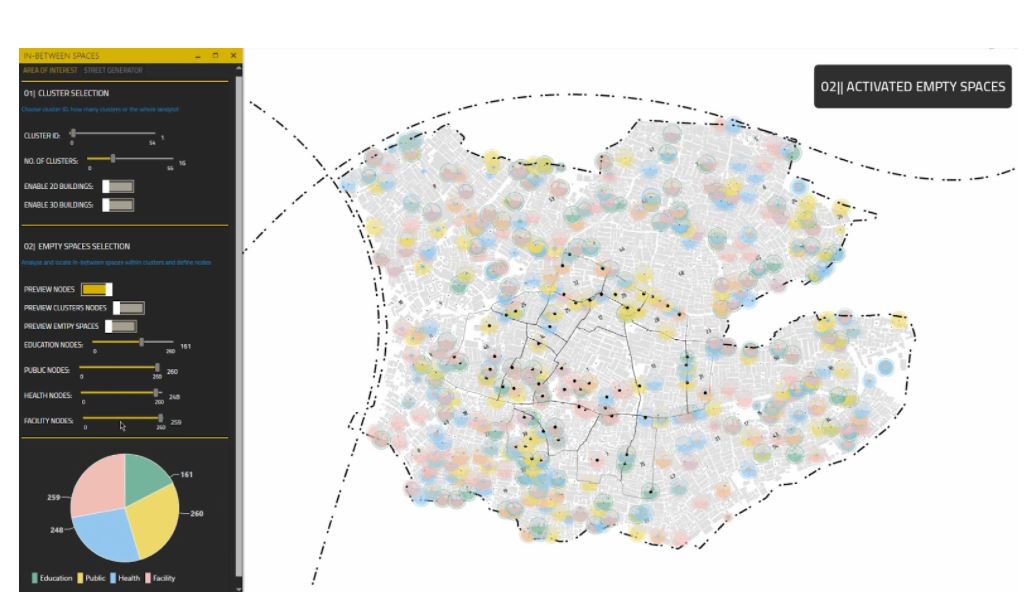 IN-BETWEEN SPACES
AREA OF INTEREST STREET GENERATOR
02|| ACTIVATED EMPTY SPACES
01| CLUSTER SELECTION
Choose cluster ID, how many clusters or the whole landplot
CLUSTER ID: 1
0 54
NO. OF CLUSTERS: 16
0 55
ENABLE 2D BUILDINGS:
ENABLE 3D BUILDINGS:
02| EMPTY SPACES SELECTION
Analyse and locate in-between spaces within clusters and define nodes
PREVIEW NODES
PREVIEW CLUSTERS NODES
PREVIEW EMTPY SPACES
EDUCATION NODES: 161
0 260
PUBLIC NODES: 260
0 260
HEALTH NODES: 248
0 260
FACILITY NODES: 259
0 260
161
259
260
248
Education Public Health Facility